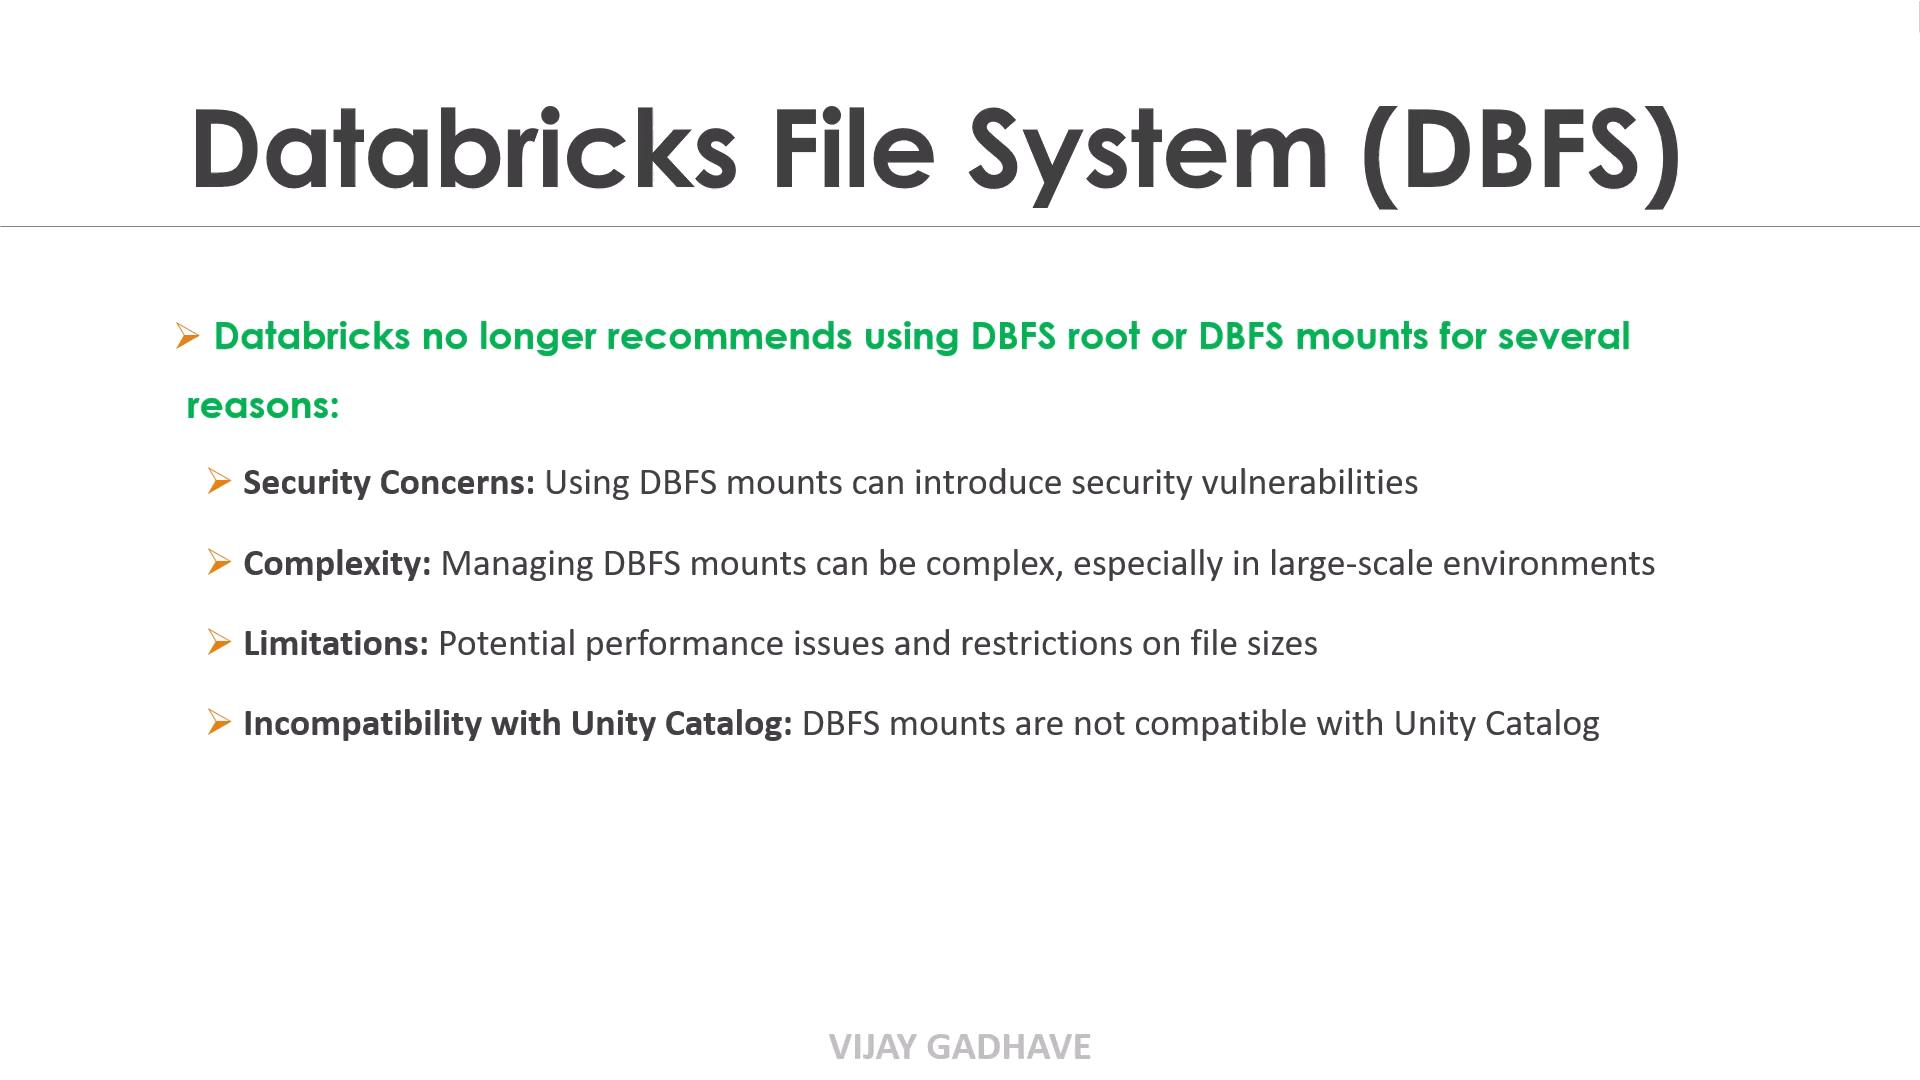 Databricks File System (DBFS)
Databricks no longer recommends using DBFS root or DBFS mounts for several
reasons:
Security Concerns: Using DBFS mounts can introduce security vulnerabilities
Complexity: Managing DBFS mounts can be complex, especially in large-scale environments
Limitations: Potential performance issues and restrictions on file sizes
Incompatibility with Unity Catalog: DBFS mounts are not compatible with Unity Catalog
VIJAY GADHAVE